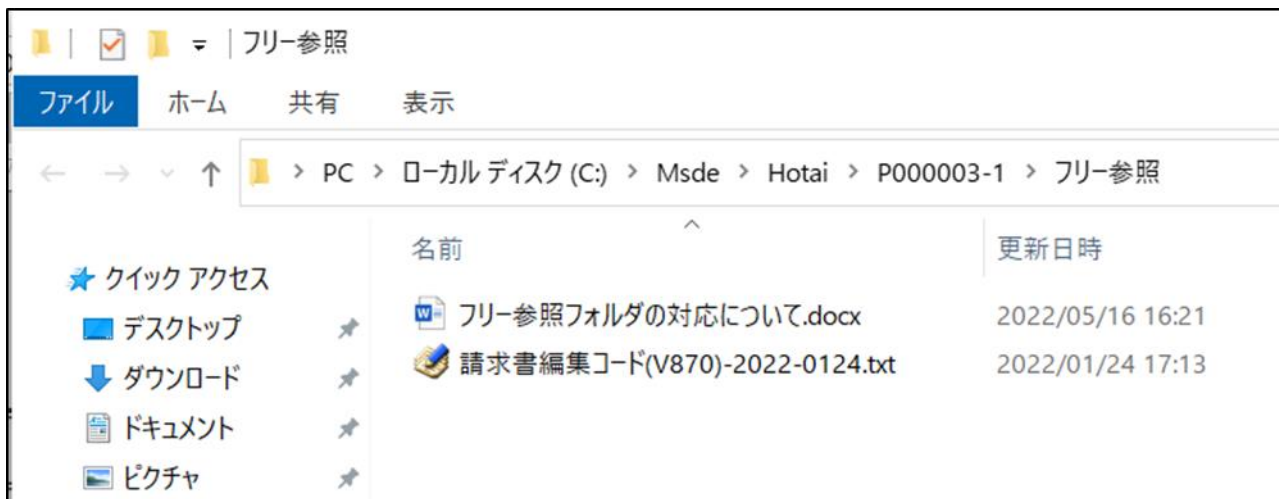 フリー参照
ファイル ホーム 共有 表示
PC > ローカル ディスク (C:) > Msde > Hotai > P000003-1 > フリー参照
名前 更新日時
クイック アクセス
デスクトップ
ダウンロード
ドキュメント
ピクチャ
フリー参照フォルダの対応について.docx 2022/05/16 16:21
請求書編集コード(V870)-2022-0124.txt 2022/01/24 17:13